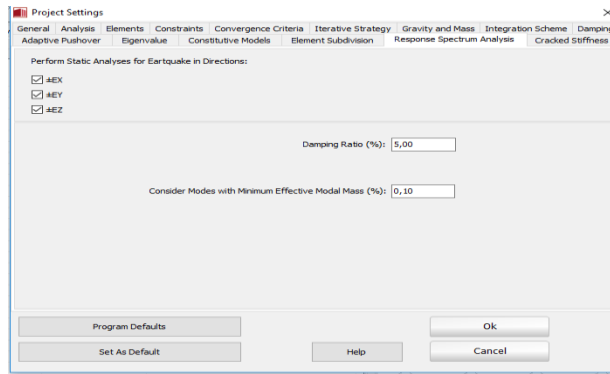 Project Settings
General Analysis Elements Constraints Convergence Criteria Iterative Strategy Gravity and Mass Integration Scheme Damping
Adaptive Pushover Eigenvalue Constitutive Models Element Subdivision Response Spectrum Analysis Cracked Stiffness
Perform Static Analyses for Eartquake in Directions:
±EX
±EY
±EZ
Damping Ratio (%): 5,00
Consider Modes with Minimum Effective Modal Mass (%): 0,10
Program Defaults Ok
Set As Default Help Cancel